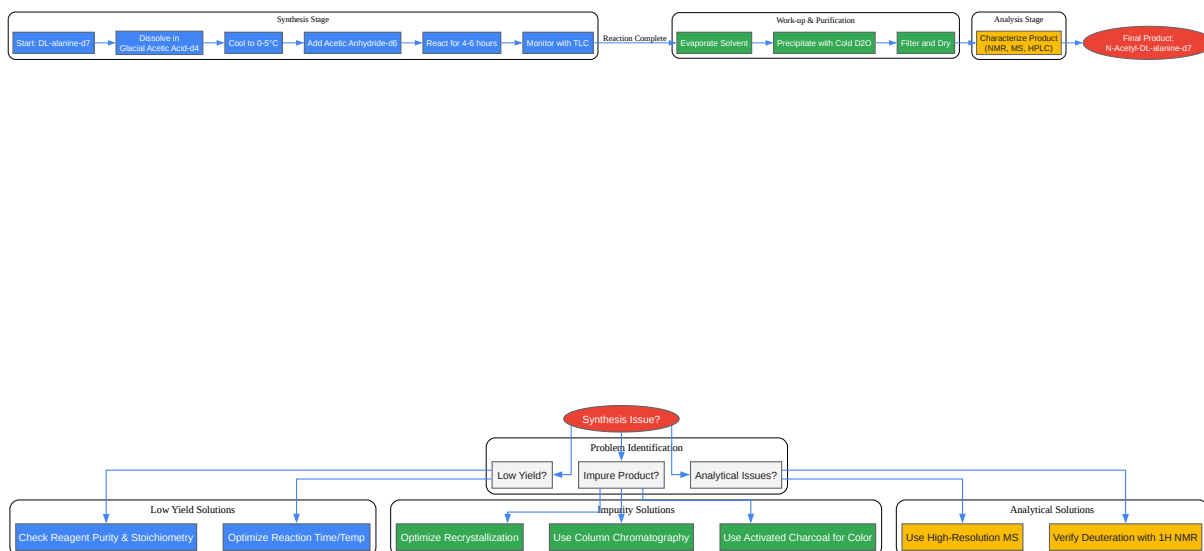 Synthesis Stage
Start: DL-alanine-d7
Dissolve in
Glacial Acetic Acid-d4
Cool to 0-5°C
Add Acetic Anhydride-d6
React for 4-6 hours
Monitor with TLC
Reaction Complete
Work-up & Purification
Evaporate Solvent
Precipitate with Cold D2O
Filter and Dry
Analysis Stage
Characterize Product
(NMR, MS, HPLC)
Final Product:
N-Acetyl-DL-alanine-d7
Synthesis Issue?
Problem Identification
Low Yield?
Impure Product?
Analytical Issues?
Low Yield Solutions
Check Reagent Purity & Stoichiometry
Optimize Reaction Time/Temp
Impurity Solutions
Optimize Recrystallization
Use Column Chromatography
Use Activated Charcoal for Color
Analytical Solutions
Use High-Resolution MS
Verify Deuteration with 1H NMR